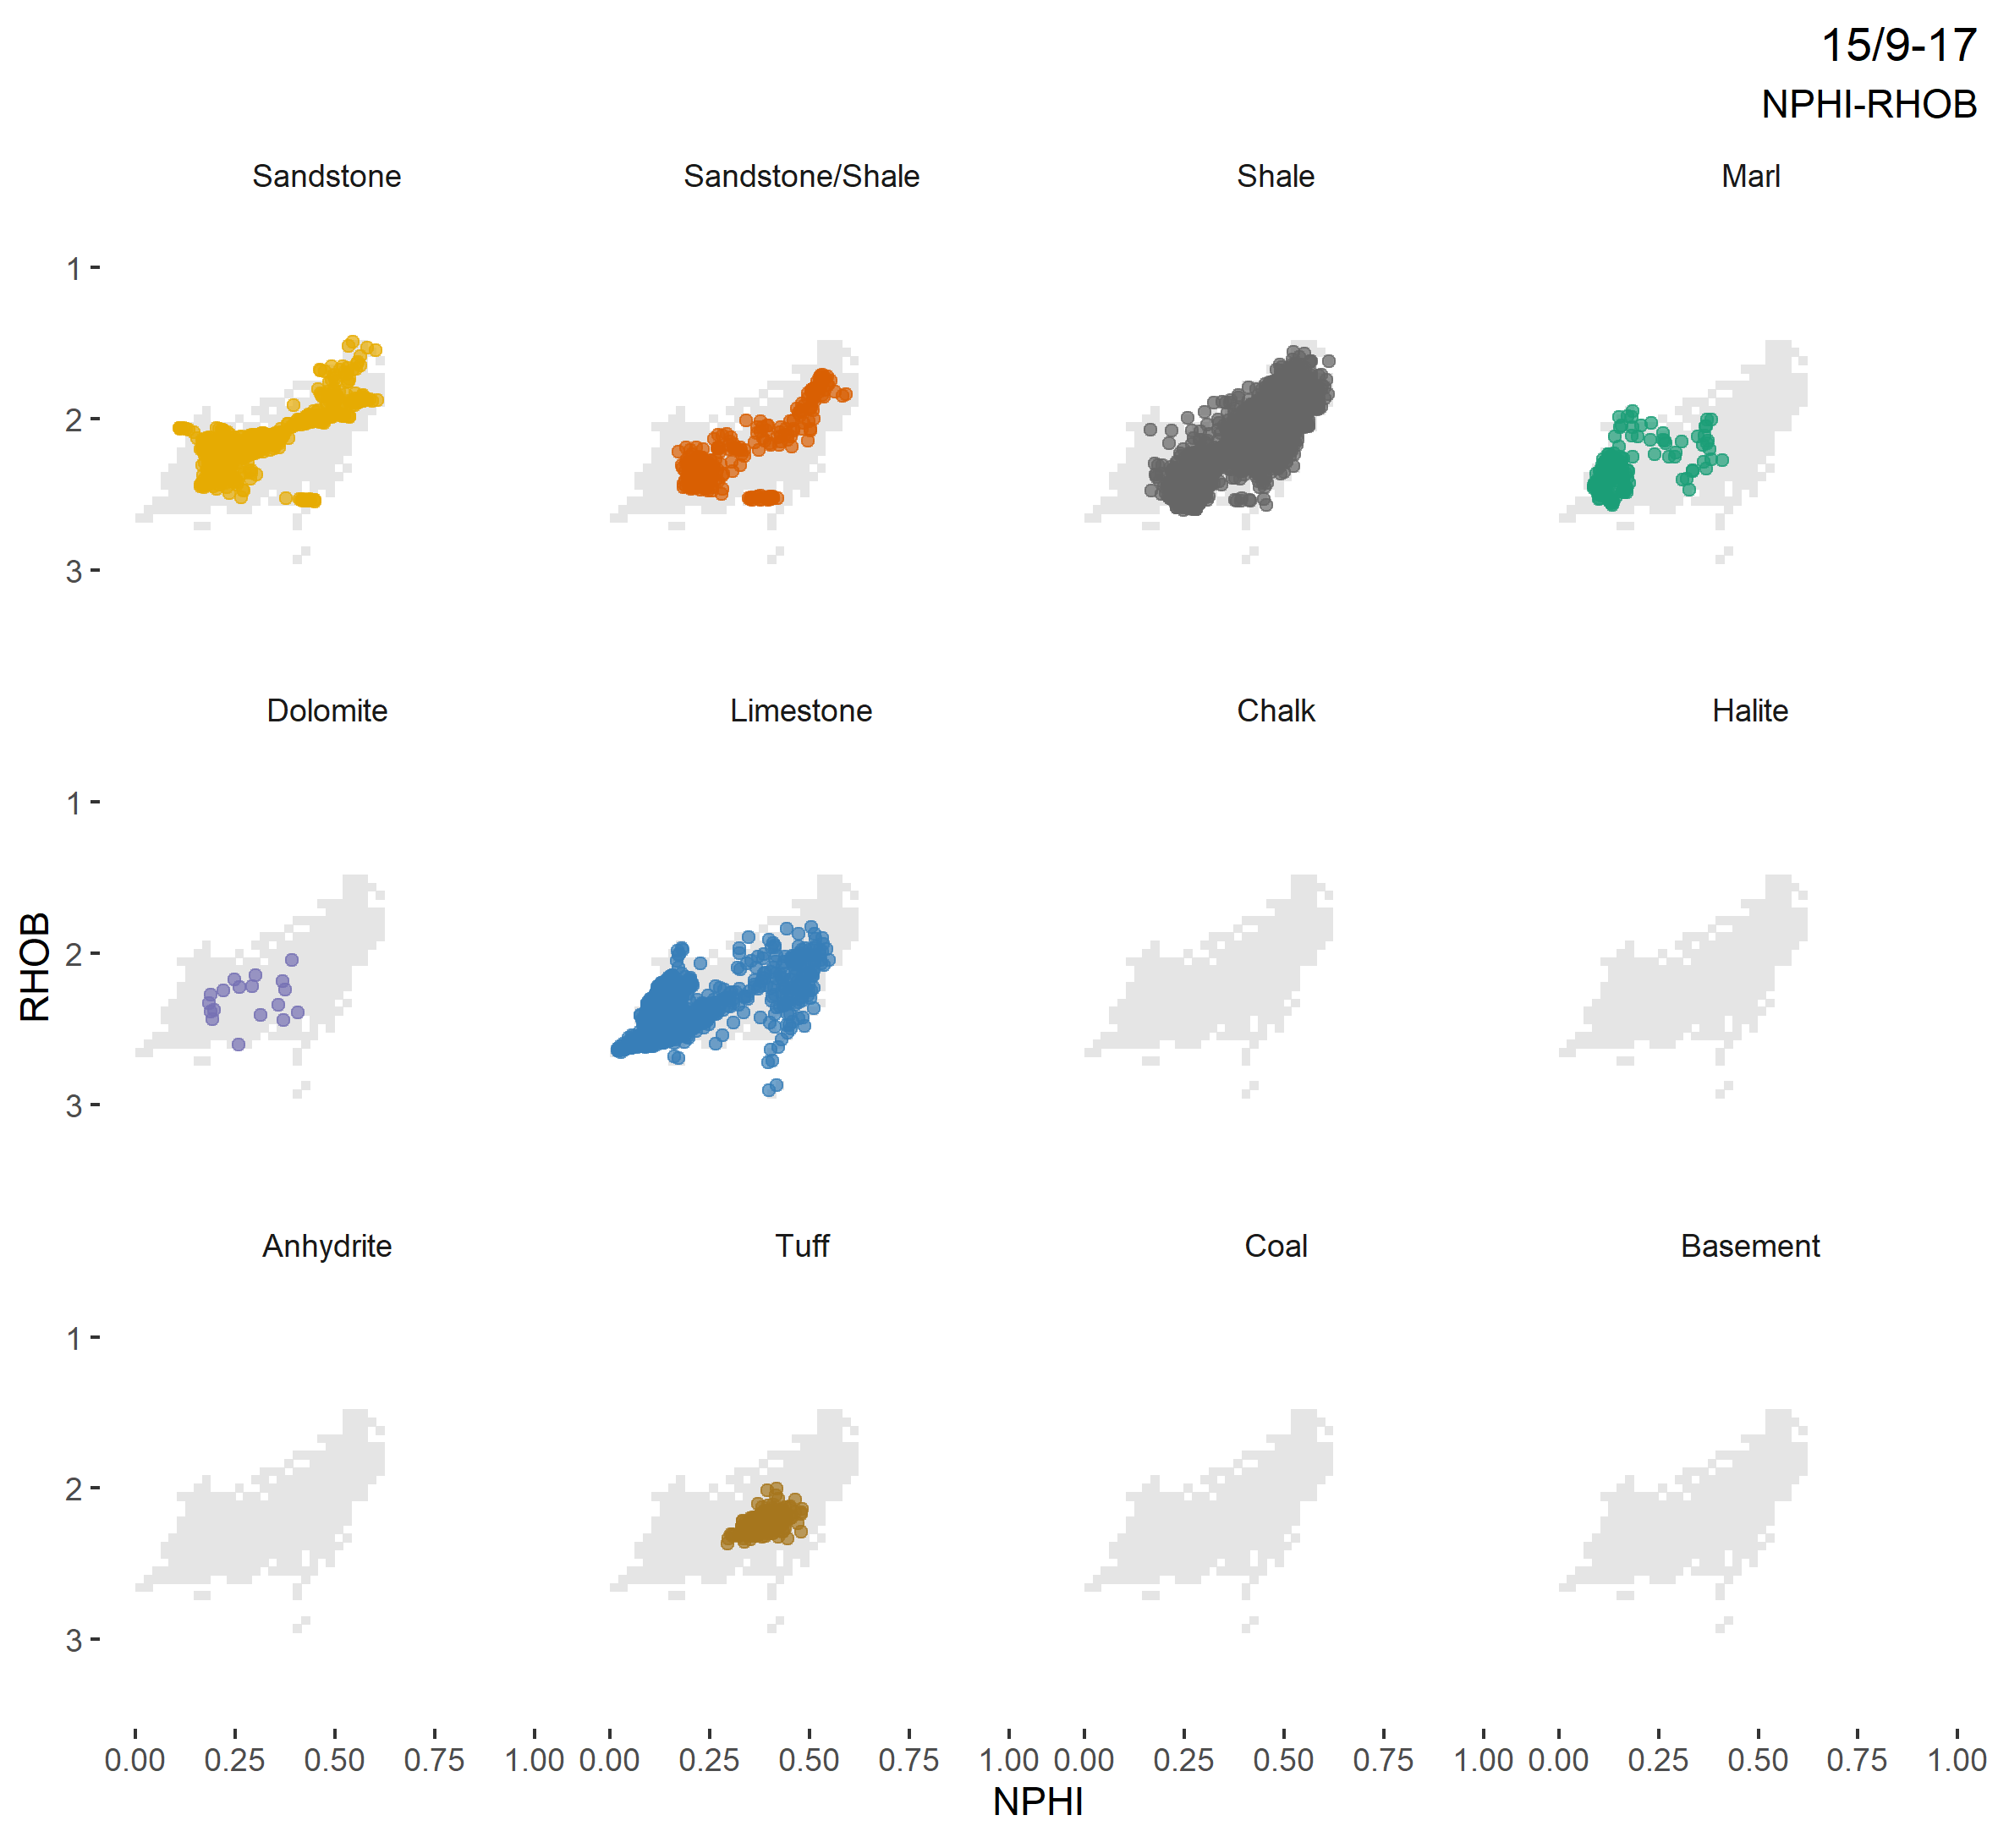 15/9-17
NPHI-RHOB
Sandstone Sandstone/Shale Shale Marl
1
2
3
Dolomite Limestone Chalk Halite
1
2
3
RHOB
Anhydrite Tuff Coal Basement
1
2
3
0.00 0.25 0.50 0.75 1.00 0.00 0.25 0.50 0.75 1.00 0.00 0.25 0.50 0.75 1.00 0.00 0.25 0.50 0.75 1.00
NPHI